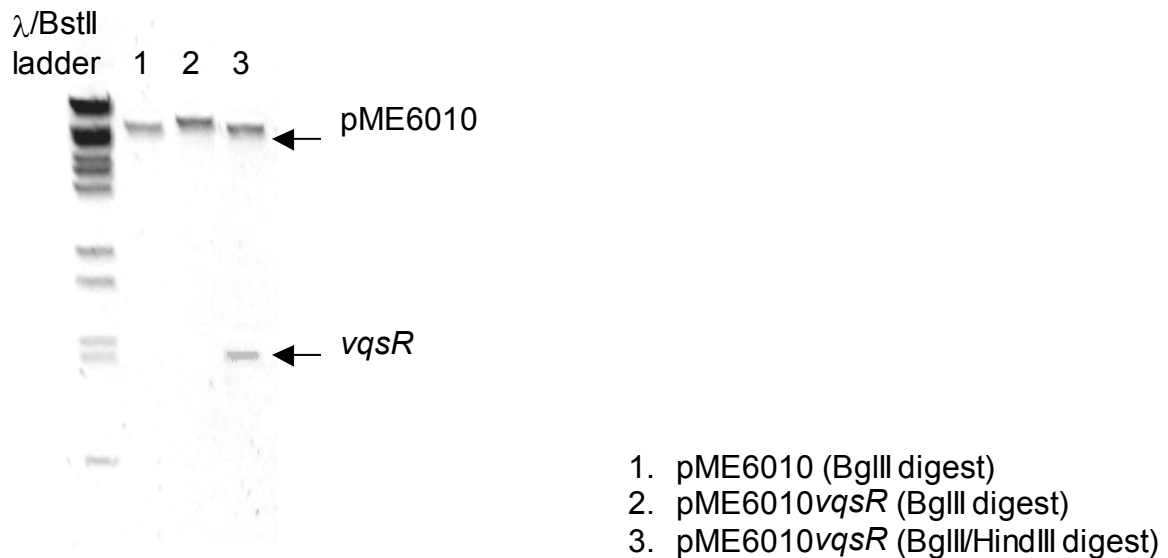 λ/BstII
ladder 1 2 3
pME6010
vqsR
1. pME6010 (BglII digest)
2. pME6010vqsR (BglII digest)
3. pME6010vqsR (BglII/HindIII digest)